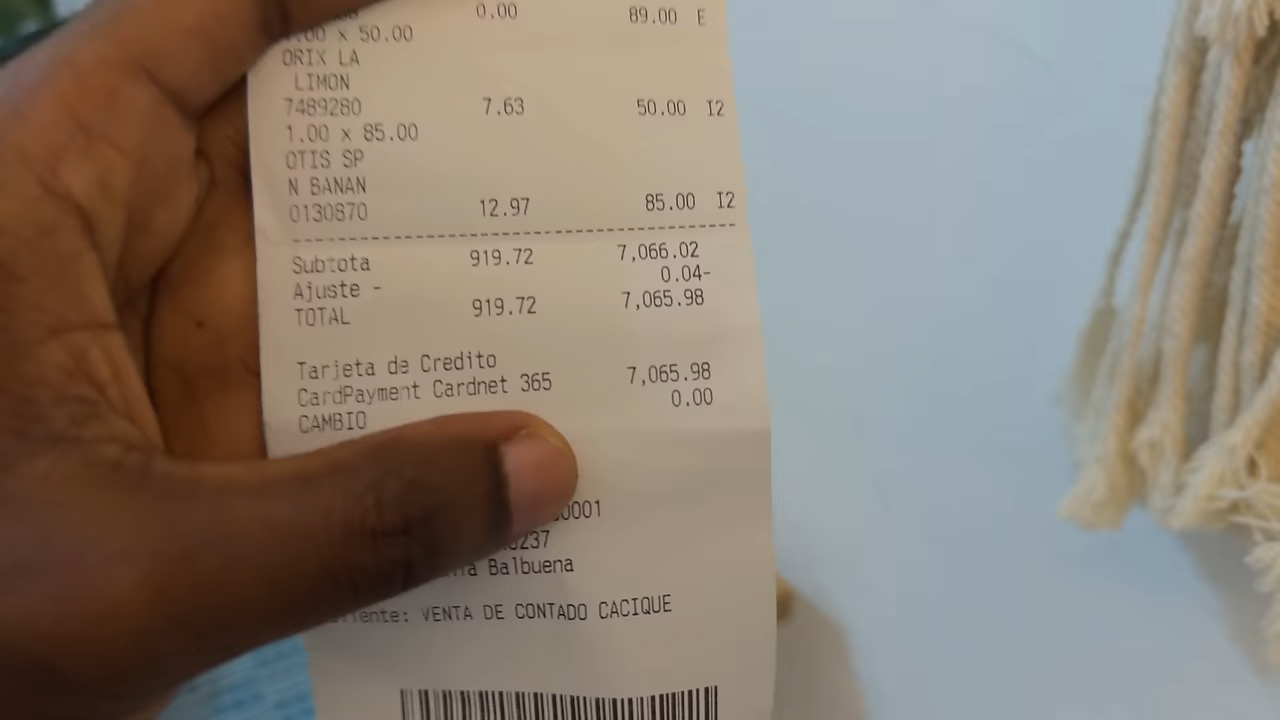 0.00 89.00 E
.00 x 50.00
ORIX LA
LIMON
7489280 7.63 50.00 I2
1.00 x 85.00
OTIS SP
N BANAN
0130870 12.97 85.00 I2
Subtota 919.72 7,066.02
Ajuste - 0.04-
TOTAL 919.72 7,065.98
Tarjeta de Credito
CardPayment Cardnet 365 7,065.98
CAMBIO 0.00
0001
237
Balbuena
VENTA DE CONTADO CACIQUE